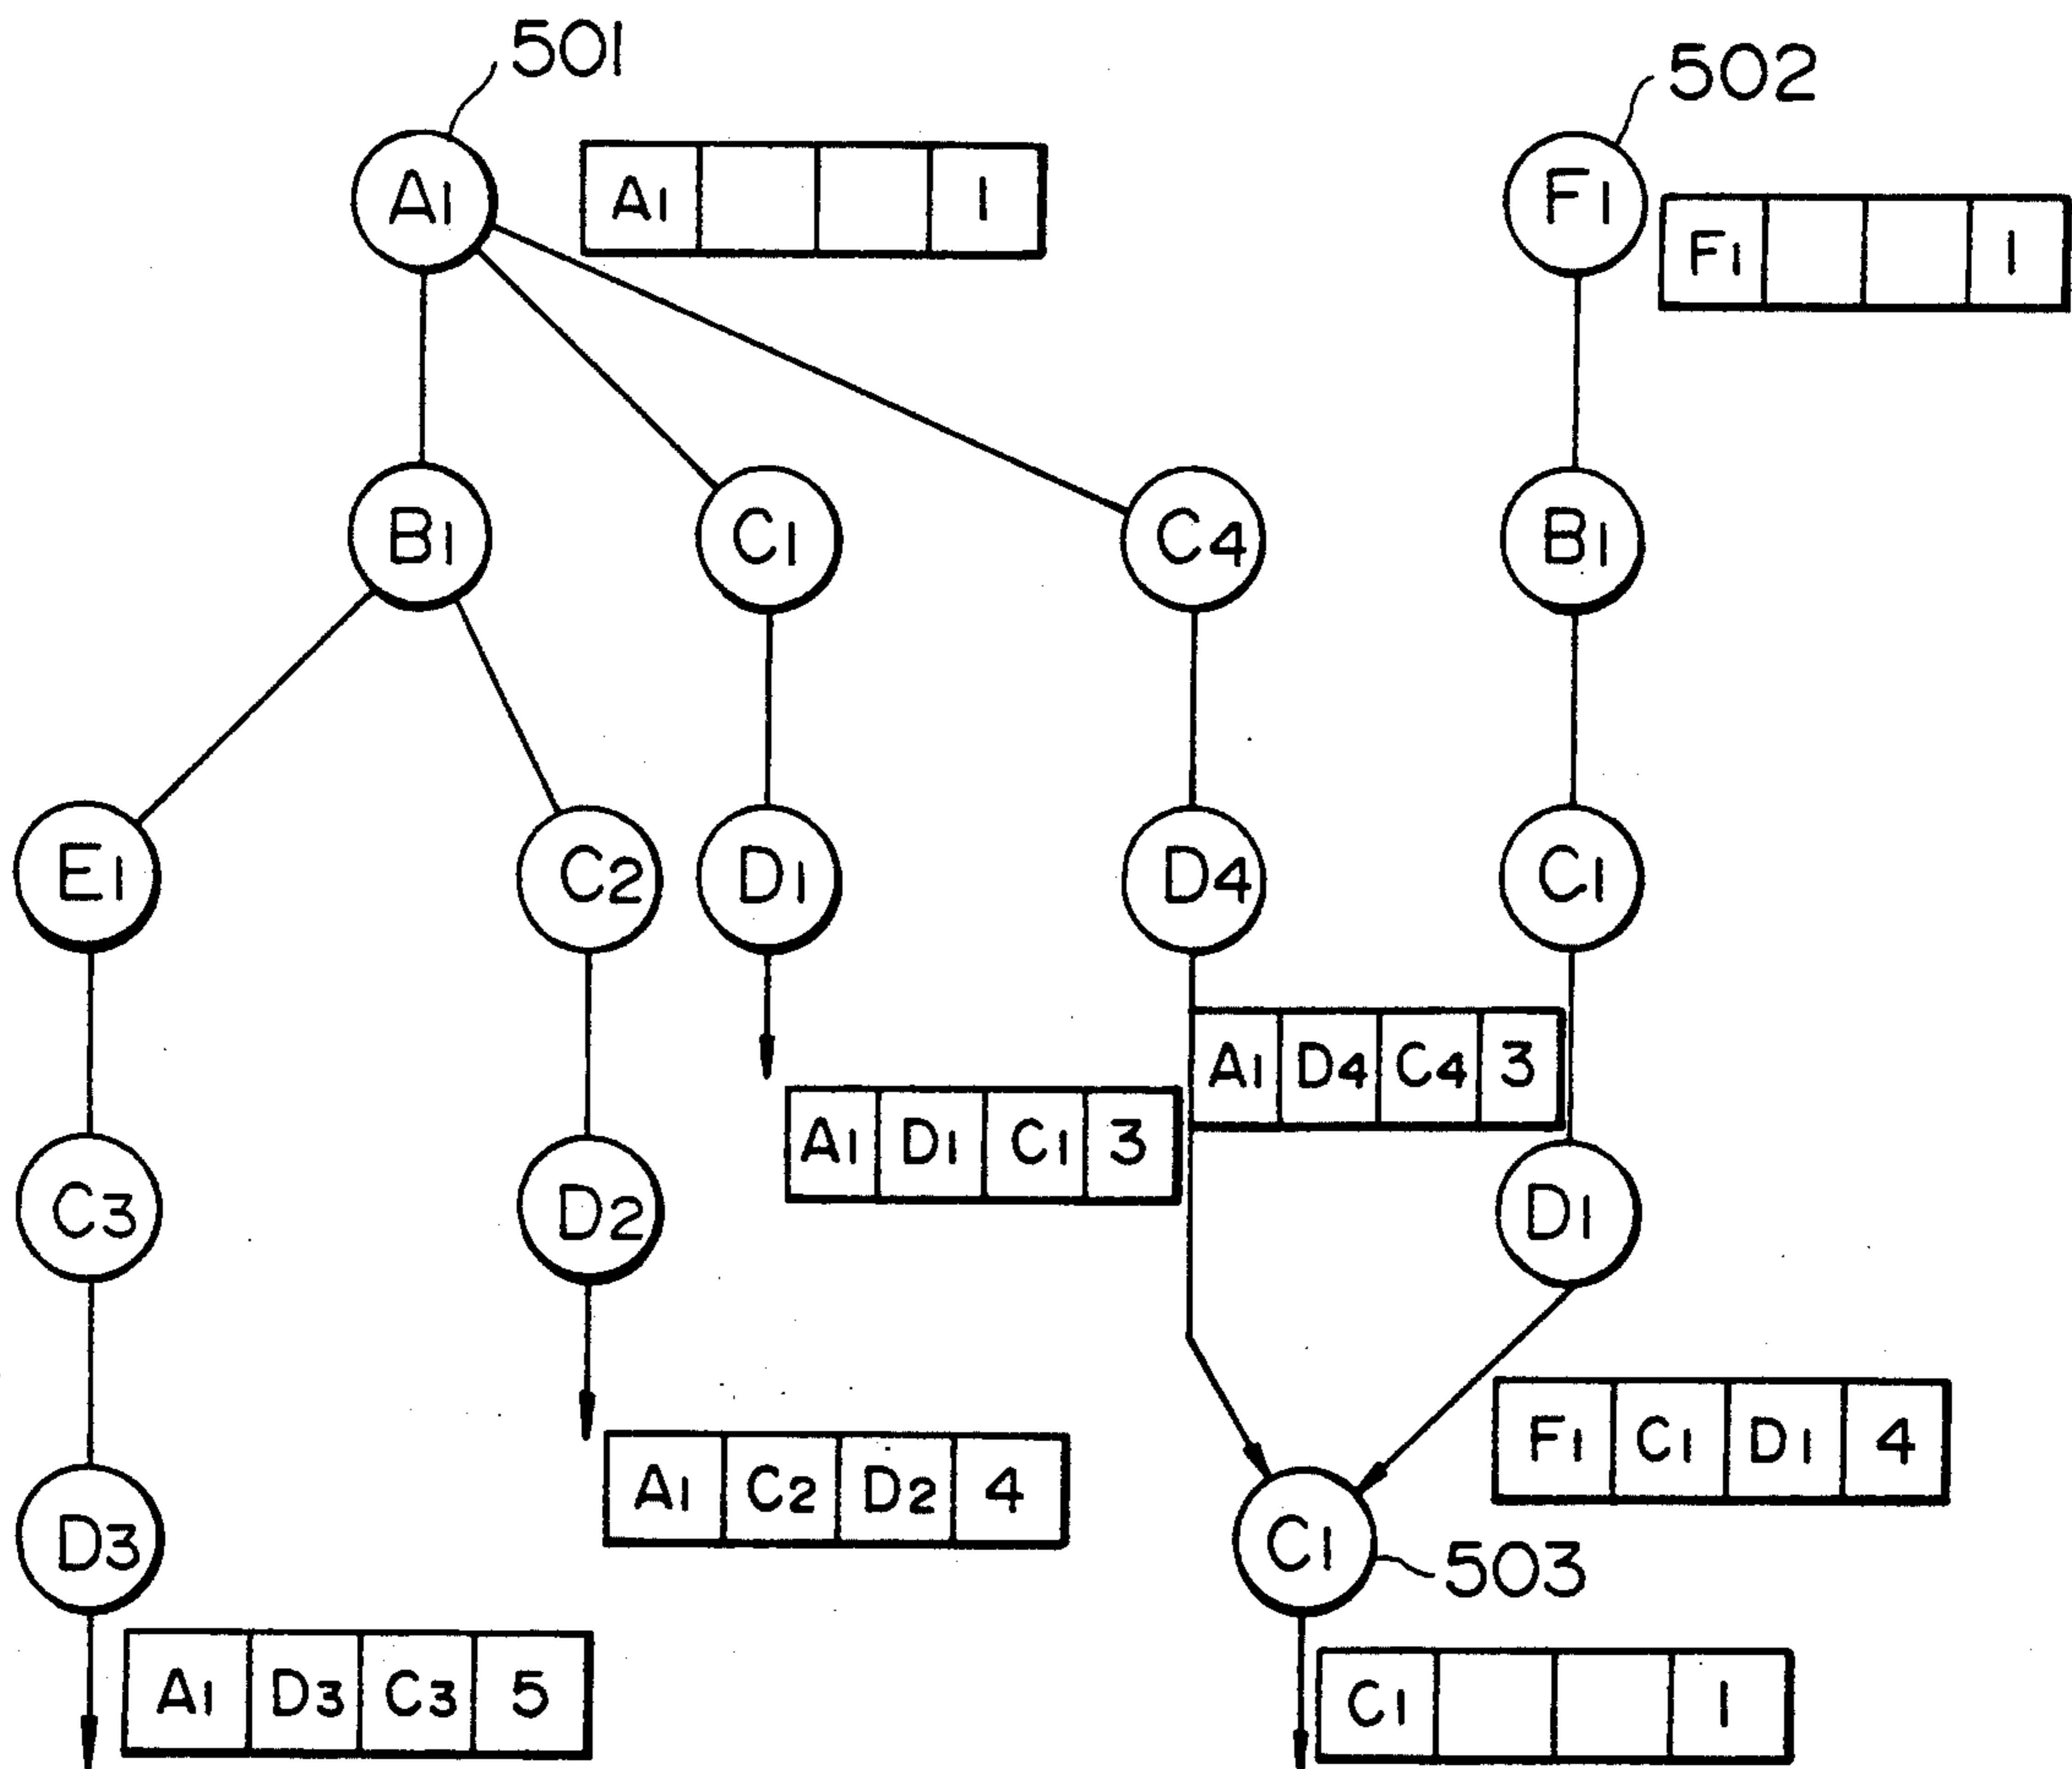 501
502
A1
A1 1
F1
F1 1
B1
C1
C4
B1
E1
C2
D1
D4
C1
A1 D4 C4 3
A1 D1 C1 3
C3
D2
D1
F1 C1 D1 4
A1 C2 D2 4
D3
C1
503
A1 D3 C3 5
C1 1